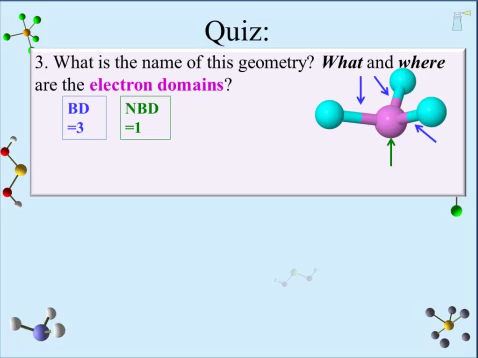 Quiz:
3. What is the name of this geometry? What and where
are the electron domains?
BD
=3
NBD
=1